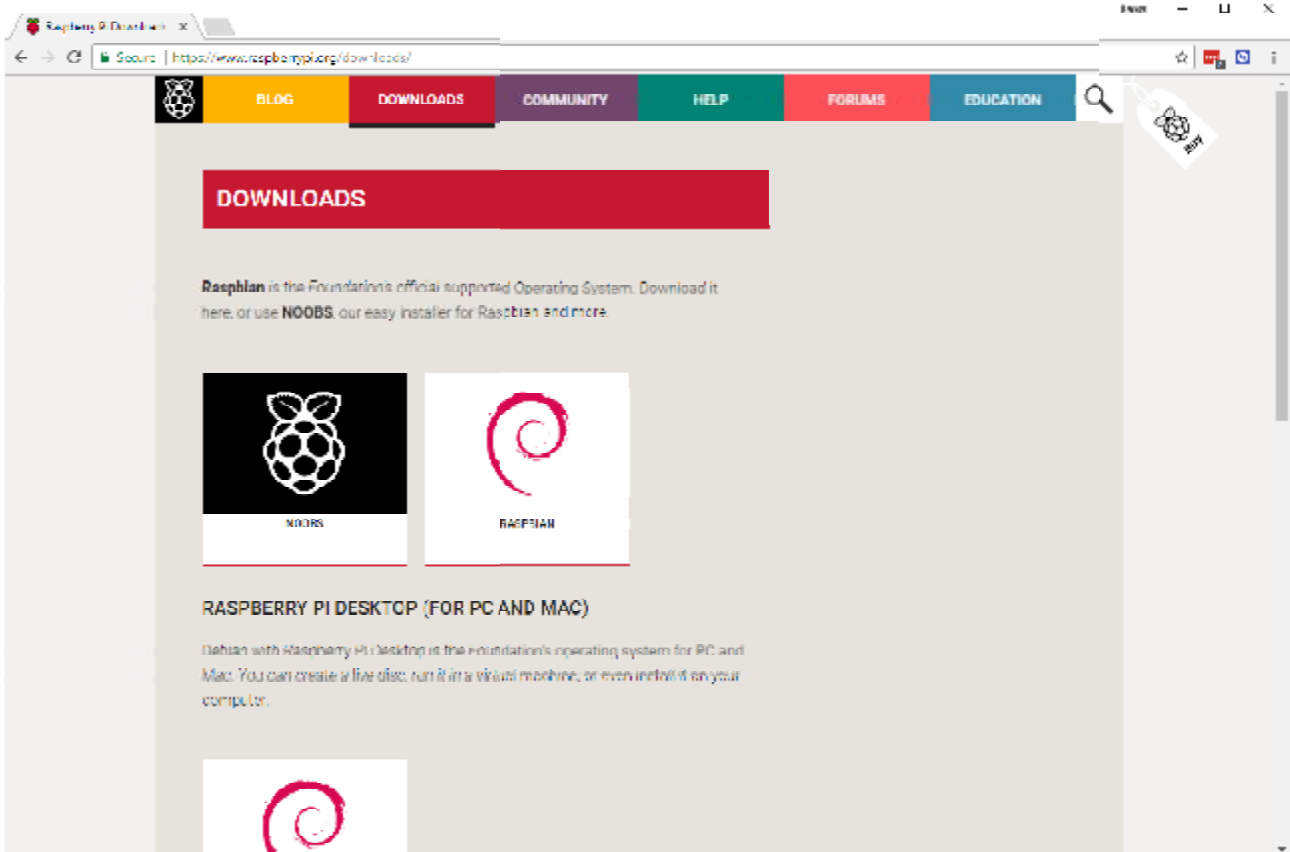 Raspberry Pi Downloads
Secure | https://www.raspberrypi.org/downloads/
BLOG DOWNLOADS COMMUNITY HELP FORUMS EDUCATION
BUY
DOWNLOADS
Raspbian is the Foundation's official supported Operating System. Download it
here, or use NOOBS, our easy installer for Raspbian and more.
NOOBS RASPBIAN
RASPBERRY PI DESKTOP (FOR PC AND MAC)
Debian with Raspberry Pi Desktop is the Foundation's operating system for PC and
Mac. You can create a live disc, run it in a virtual machine, or even install it on your
computer.